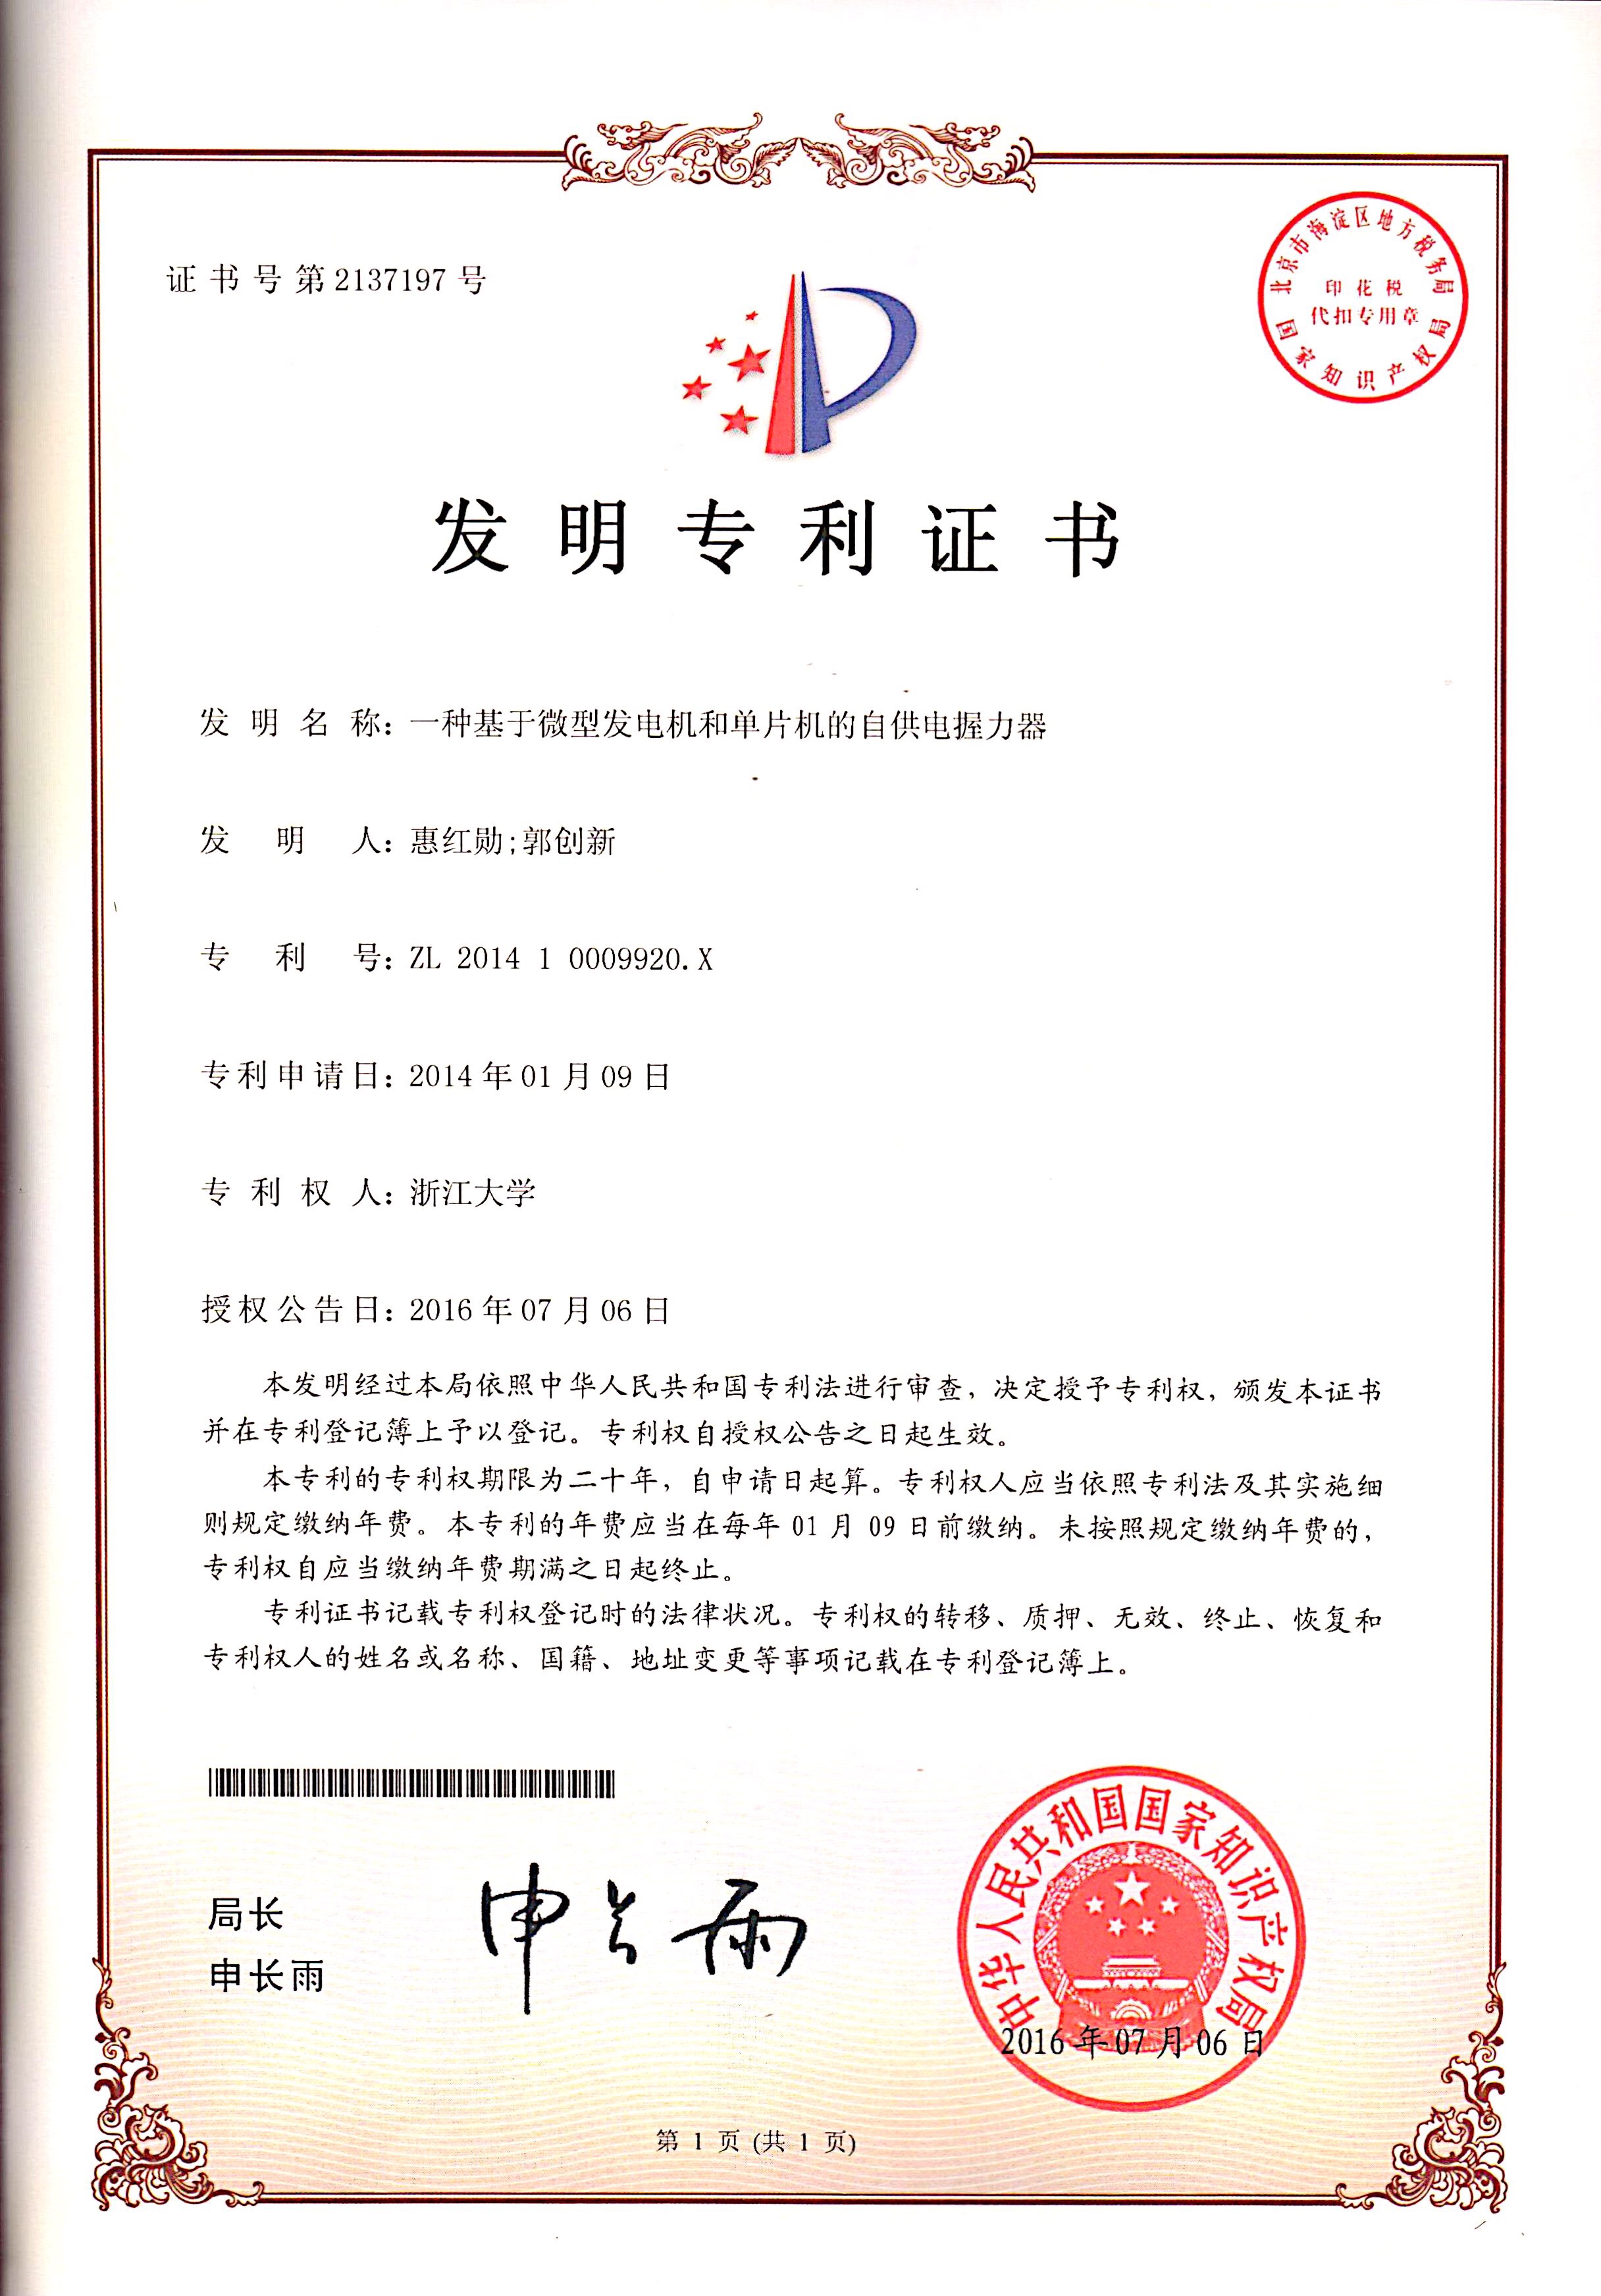 证书号第2137197号
北京市海淀区地方税务局
印花税
代扣专用章
国家知识产权局
发明专利证书
发明名称：一种基于微型发电机和单片机的自供电握力器
发明人：惠红勋;郭创新
专利号：ZL 2014 1 0009920.X
专利申请日：2014年01月09日
专利权人：浙江大学
授权公告日：2016年07月06日
本发明经过本局依照中华人民共和国专利法进行审查，决定授予专利权，颁发本证书
并在专利登记簿上予以登记。专利权自授权公告之日起生效。
本专利的专利权期限为二十年，自申请日起算。专利权人应当依照专利法及其实施细
则规定缴纳年费。本专利的年费应当在每年 01 月 09 日前缴纳。未按照规定缴纳年费的，
专利权自应当缴纳年费期满之日起终止。
专利证书记载专利权登记时的法律状况。专利权的转移、质押、无效、终止、恢复和
专利权人的姓名或名称、国籍、地址变更等事项记载在专利登记簿上。
局长
申长雨
申长雨
中华人民共和国国家知识产权局
2016年07月06日
第 1 页 (共 1 页)